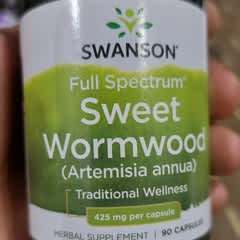 SWANSON®
Full Spectrum®
Sweet
Wormwood
(Artemisia annua)
Traditional Wellness
425 mg per capsule
HERBAL SUPPLEMENT 90 CAPSULES